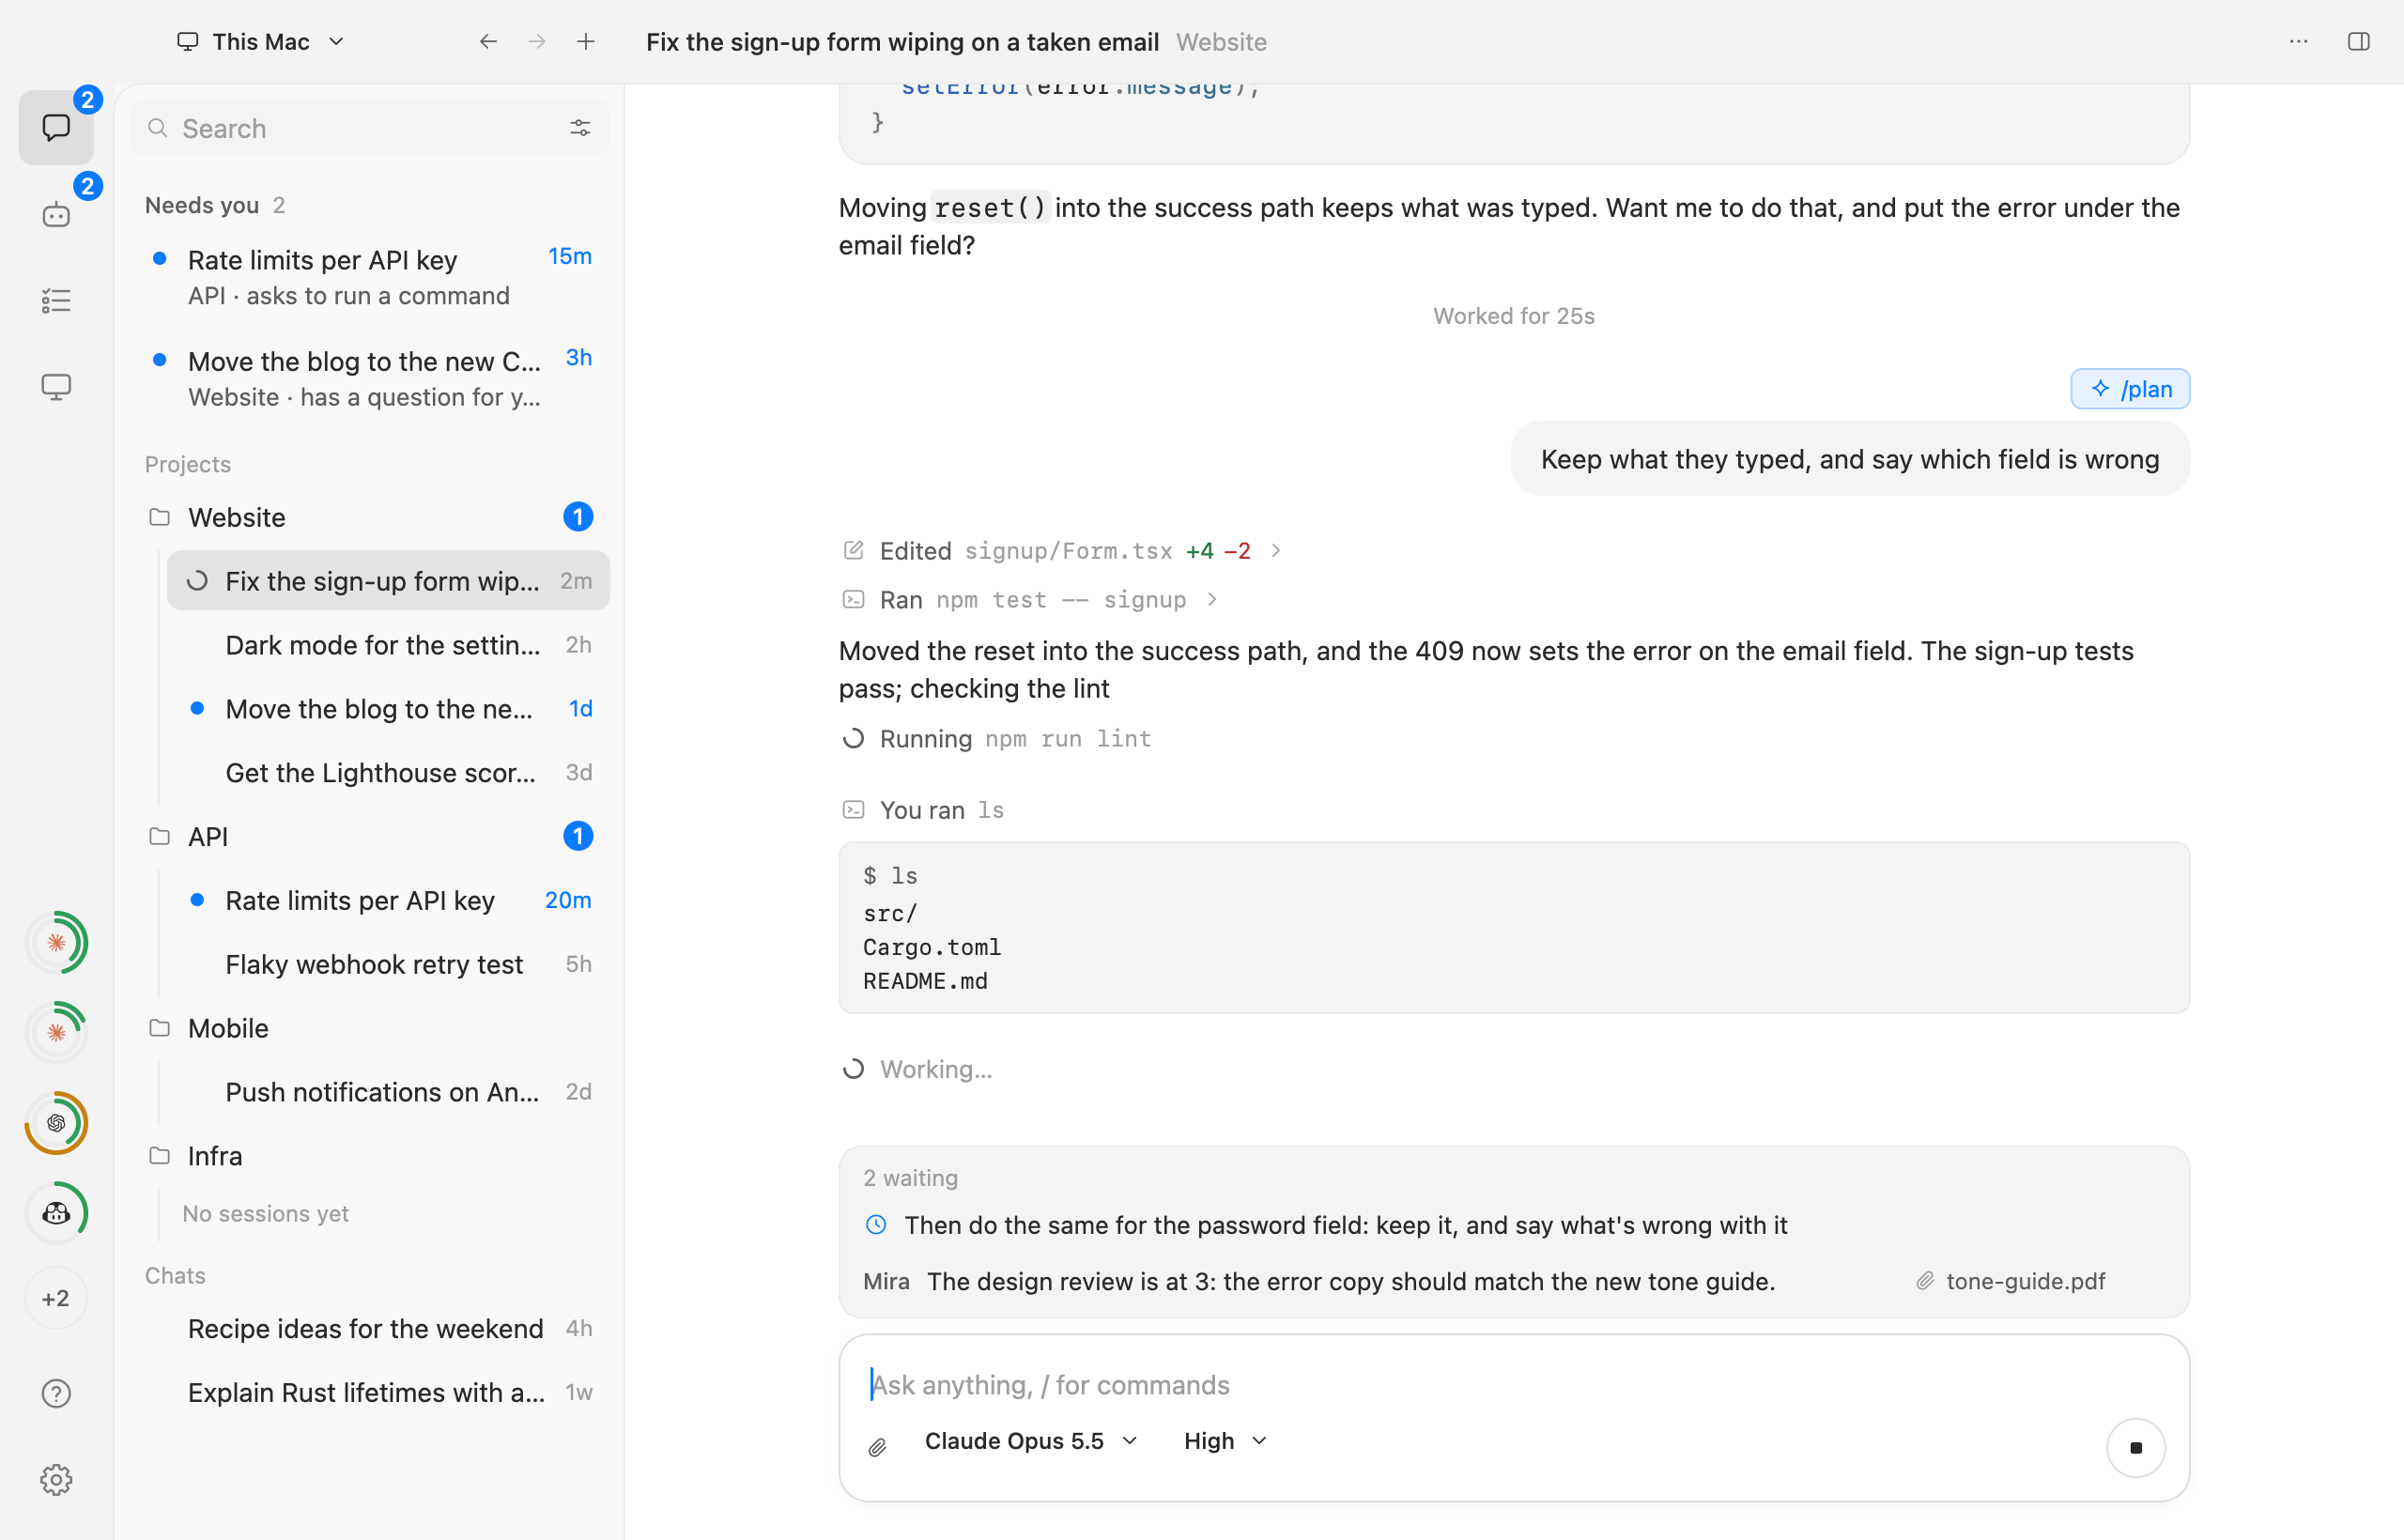 This Mac
Fix the sign-up form wiping on a taken email Website
2
2
Search
Needs you 2
Rate limits per API key 15m
API · asks to run a command
Move the blog to the new C... 3h
Website · has a question for y...
Projects
Website 1
Fix the sign-up form wip... 2m
Dark mode for the settin... 2h
Move the blog to the ne... 1d
Get the Lighthouse scor... 3d
API 1
Rate limits per API key 20m
Flaky webhook retry test 5h
Mobile
Push notifications on An... 2d
Infra
No sessions yet
Chats
Recipe ideas for the weekend 4h
Explain Rust lifetimes with a... 1w
+2
setError(error.message);
}
Moving reset() into the success path keeps what was typed. Want me to do that, and put the error under the
email field?
Worked for 25s
/plan
Keep what they typed, and say which field is wrong
Edited signup/Form.tsx +4 −2
Ran npm test -- signup
Moved the reset into the success path, and the 409 now sets the error on the email field. The sign-up tests
pass; checking the lint
Running npm run lint
You ran ls
$ ls
src/
Cargo.toml
README.md
Working...
2 waiting
Then do the same for the password field: keep it, and say what's wrong with it
Mira The design review is at 3: the error copy should match the new tone guide. tone-guide.pdf
Ask anything, / for commands
Claude Opus 5.5 High